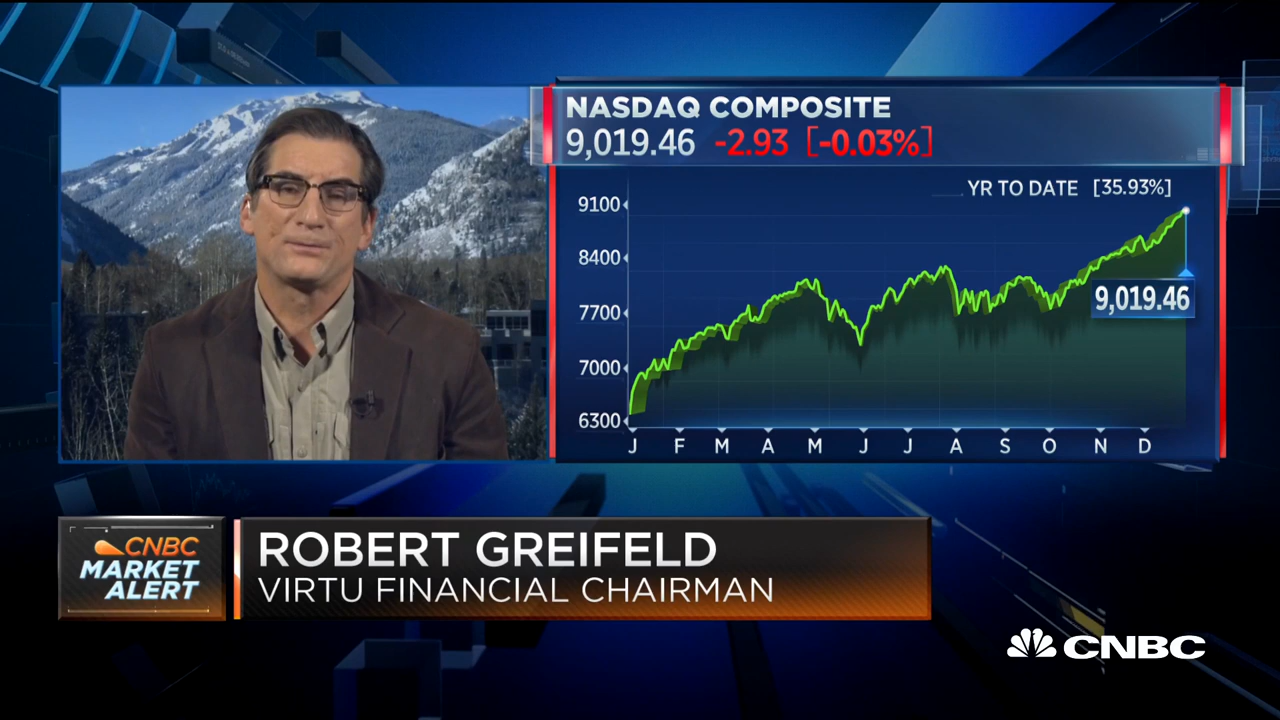 NASDAQ COMPOSITE
9,019.46 -2.93 [-0.03%]
YR TO DATE [35.93%]
9100
8400
7700
7000
6300
9,019.46
J F M A M J J A S O N D
CNBC
MARKET
ALERT
ROBERT GREIFELD
VIRTU FINANCIAL CHAIRMAN
CNBC